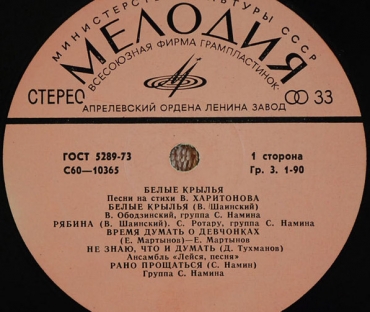 МИНИСТЕРСТВО КУЛЬТУРЫ СССР
МЕЛОДИЯ
ВСЕСОЮЗНАЯ ФИРМА ГРАМПЛАСТИНОК
СТЕРЕО 33
АПРЕЛЕВСКИЙ ОРДЕНА ЛЕНИНА ЗАВОД
ГОСТ 5289-73 1 сторона
С60—10365 Гр. 3. 1-90
БЕЛЫЕ КРЫЛЬЯ
Песни на стихи В. ХАРИТОНОВА
БЕЛЫЕ КРЫЛЬЯ (В. Шаинский)
В. Ободзинский, группа С. Намина
РЯБИНА (В. Шаинский). С. Ротару, группа С. Намина
ВРЕМЯ ДУМАТЬ О ДЕВЧОНКАХ
(Е. Мартынов)— Е. Мартынов
НЕ ЗНАЮ, ЧТО И ДУМАТЬ (Д. Тухманов)
Ансамбль «Лейся, песня»
РАНО ПРОЩАТЬСЯ (С. Намин)
Группа С. Намина